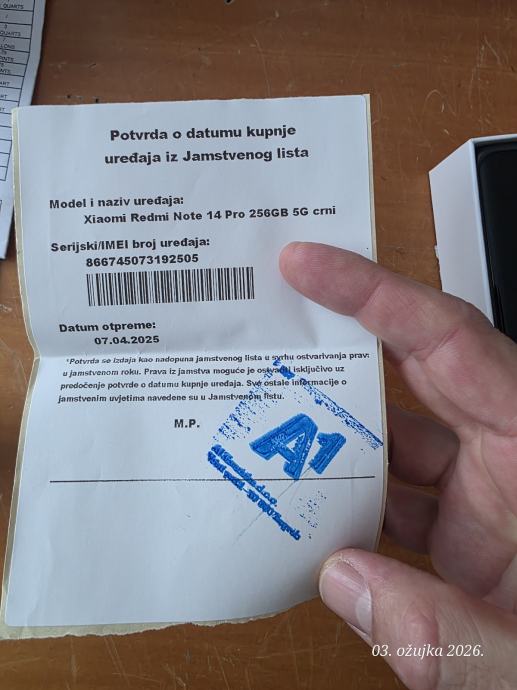 QUARTS
Potvrda o datumu kupnje
uređaja iz Jamstvenog lista
Model i naziv uređaja:
Xiaomi Redmi Note 14 Pro 256GB 5G crni
Serijski/IMEI broj uređaja:
866745073192505
Datum otpreme:
07.04.2025
*Potvrda se izdaja kao nadopuna jamstvenog lista u svrhu ostvarivanja prava
u jamstvenom roku. Prava iz jamstva moguće je ostvariti isključivo uz
predočenje potvrde o datumu kupnje uređaja. Sve ostale informacije o
jamstvenim uvjetima navedene su u Jamstvenom listu.
M.P.
A1
03. ožujka 2026.